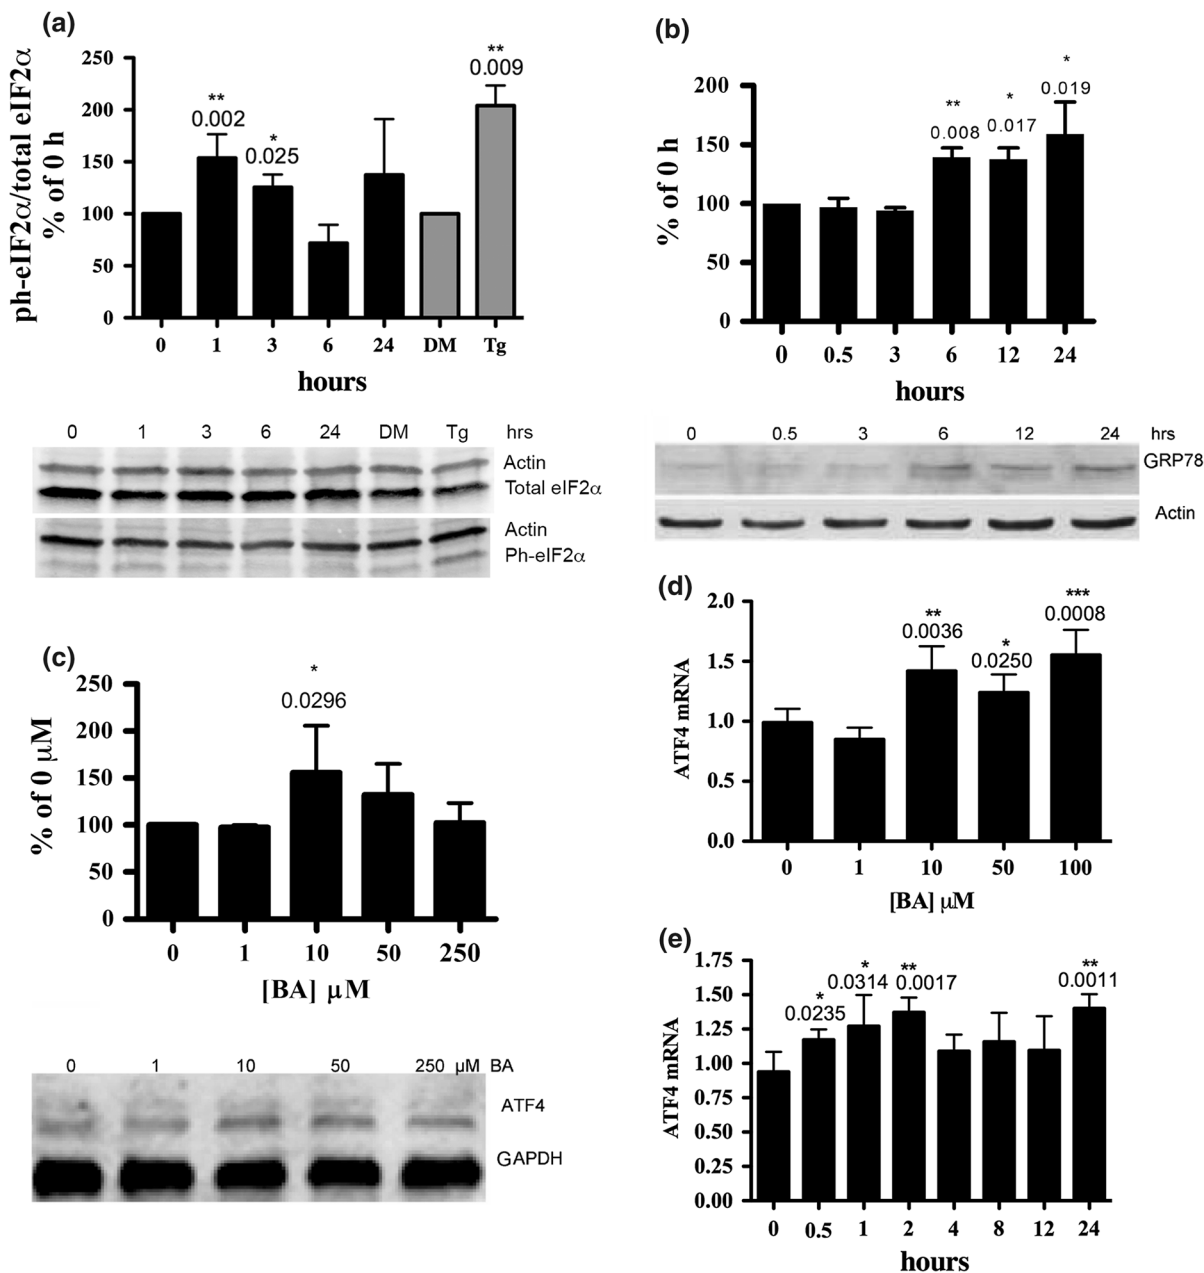 (a)
ph-eIF2α/total eIF2α
% of 0 h
250
200
150
100
50
0
**
0.002
*
0.025
**
0.009
0 1 3 6 24 DM Tg
hours
0 1 3 6 24 DM Tg hrs
Actin
Total eIF2α
Actin
Ph-eIF2α
(b)
% of 0 h
200
150
100
50
0
**
0.008
*
0.017
*
0.019
0 0.5 3 6 12 24
hours
0 0.5 3 6 12 24 hrs
GRP78
Actin
(c)
% of 0 μM
250
200
150
100
50
0
*
0.0296
0 1 10 50 250
[BA] μM
0 1 10 50 250 μM BA
ATF4
GAPDH
(d)
ATF4 mRNA
2.0
1.5
1.0
0.5
0.0
**
0.0036
*
0.0250
***
0.0008
0 1 10 50 100
[BA] μM
(e)
ATF4 mRNA
1.75
1.50
1.25
1.00
0.75
0.50
0.25
0.00
*
0.0235
*
0.0314
**
0.0017
**
0.0011
0 0.5 1 2 4 8 12 24
hours